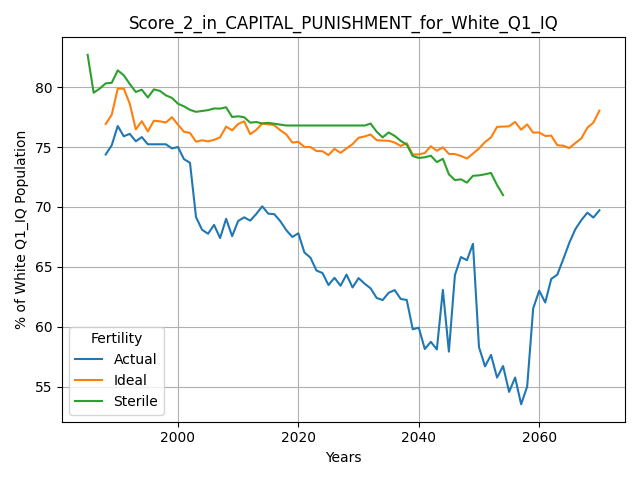 Score_2_in_CAPITAL_PUNISHMENT_for_White_Q1_IQ
% of White Q1_IQ Population
80
75
70
65
60
55
Fertility
Actual
Ideal
Sterile
2000
2020
2040
2060
Years